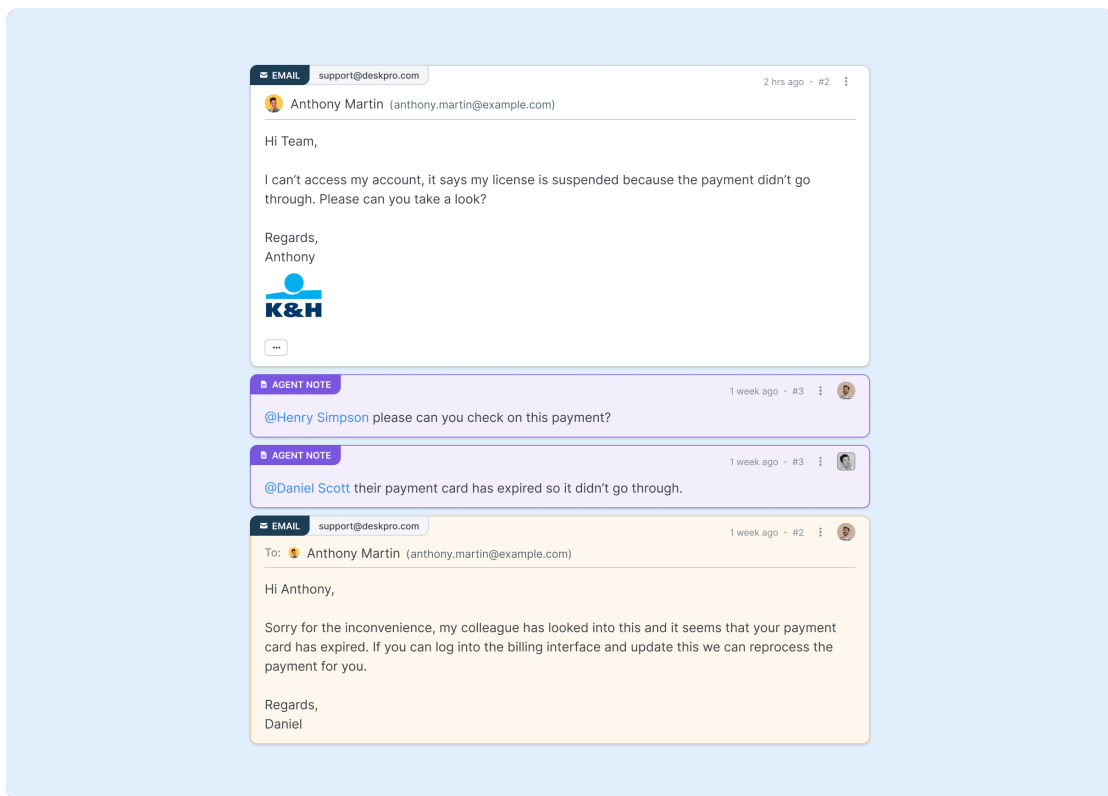 EMAIL support@deskpro.com
2 hrs ago · #2
Anthony Martin (anthony.martin@example.com)
Hi Team,
I can't access my account, it says my license is suspended because the payment didn't go
through. Please can you take a look?
Regards,
Anthony
K&H
...
AGENT NOTE
1 week ago · #3
@Henry Simpson please can you check on this payment?
AGENT NOTE
1 week ago · #3
@Daniel Scott their payment card has expired so it didn't go through.
EMAIL support@deskpro.com
1 week ago · #2
To: Anthony Martin (anthony.martin@example.com)
Hi Anthony,
Sorry for the inconvenience, my colleague has looked into this and it seems that your payment
card has expired. If you can log into the billing interface and update this we can reprocess the
payment for you.
Regards,
Daniel